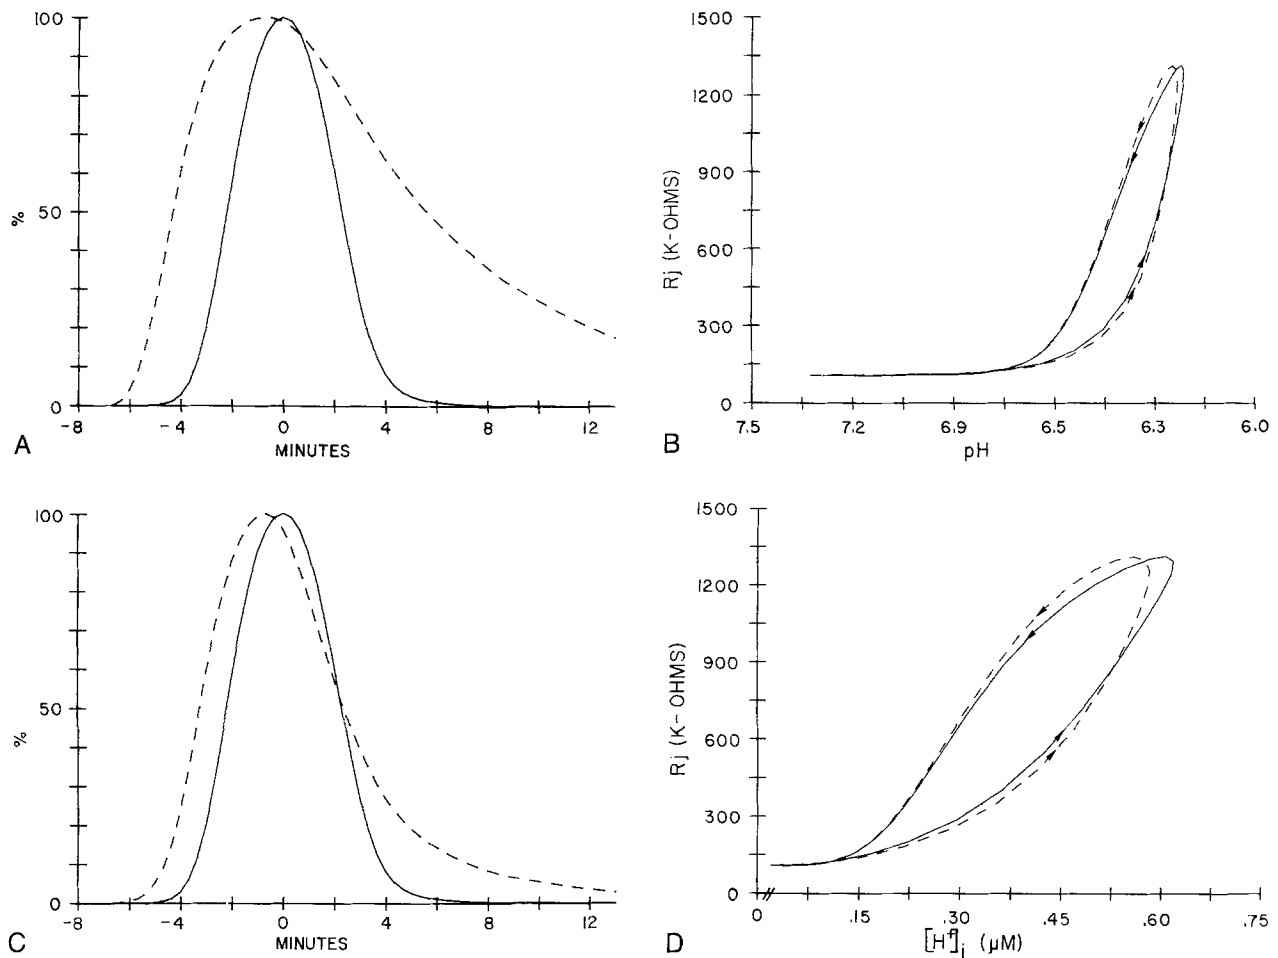 100
50
0
%
-8 -4 0 4 8 12
MINUTES
A
1500
1200
900
600
300
0
Rj (K-OHMS)
7.5 7.2 6.9 6.5 6.3 6.0
pH
B
100
50
0
%
-8 -4 0 4 8 12
MINUTES
C
1500
1200
900
600
300
0
Rj (K-OHMS)
0 .15 .30 .45 .60 .75
[H+]i (μM)
D